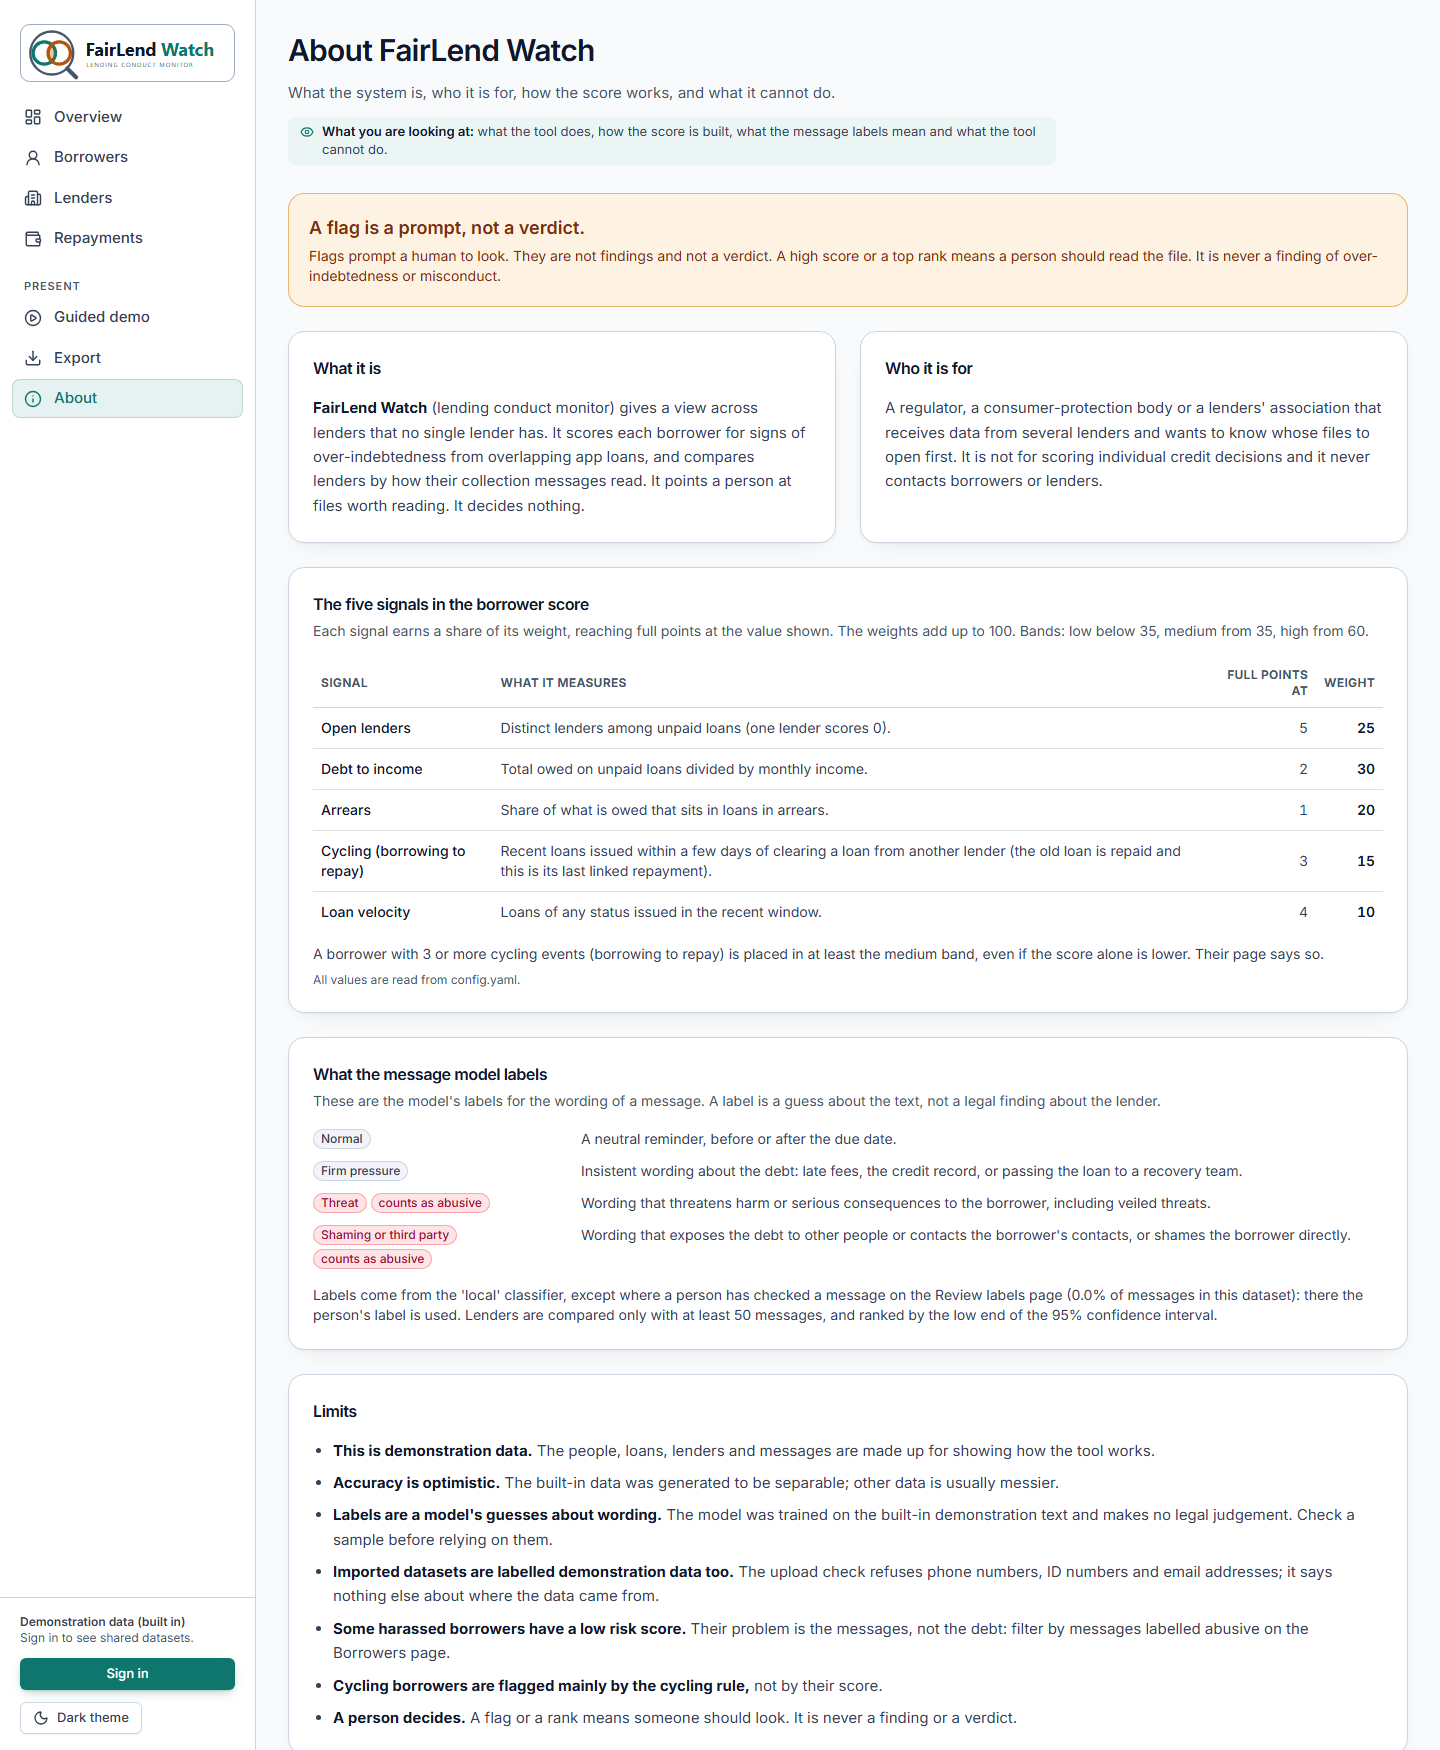 FairLend Watch
LENDING CONDUCT MONITOR
Overview
Borrowers
Lenders
Repayments
PRESENT
Guided demo
Export
About
Demonstration data (built in)
Sign in to see shared datasets.
Sign in
Dark theme
About FairLend Watch
What the system is, who it is for, how the score works, and what it cannot do.
What you are looking at: what the tool does, how the score is built, what the message labels mean and what the tool
cannot do.
A flag is a prompt, not a verdict.
Flags prompt a human to look. They are not findings and not a verdict. A high score or a top rank means a person should read the file. It is never a finding of over-
indebtedness or misconduct.
What it is
FairLend Watch (lending conduct monitor) gives a view across
lenders that no single lender has. It scores each borrower for signs of
over-indebtedness from overlapping app loans, and compares
lenders by how their collection messages read. It points a person at
files worth reading. It decides nothing.
Who it is for
A regulator, a consumer-protection body or a lenders' association that
receives data from several lenders and wants to know whose files to
open first. It is not for scoring individual credit decisions and it never
contacts borrowers or lenders.
The five signals in the borrower score
Each signal earns a share of its weight, reaching full points at the value shown. The weights add up to 100. Bands: low below 35, medium from 35, high from 60.
SIGNAL WHAT IT MEASURES FULL POINTS AT WEIGHT
Open lenders Distinct lenders among unpaid loans (one lender scores 0). 5 25
Debt to income Total owed on unpaid loans divided by monthly income. 2 30
Arrears Share of what is owed that sits in loans in arrears. 1 20
Cycling (borrowing to Recent loans issued within a few days of clearing a loan from another lender (the old loan is repaid and 3 15
repay) this is its last linked repayment).
Loan velocity Loans of any status issued in the recent window. 4 10
A borrower with 3 or more cycling events (borrowing to repay) is placed in at least the medium band, even if the score alone is lower. Their page says so.
All values are read from config.yaml.
What the message model labels
These are the model's labels for the wording of a message. A label is a guess about the text, not a legal finding about the lender.
Normal A neutral reminder, before or after the due date.
Firm pressure Insistent wording about the debt: late fees, the credit record, or passing the loan to a recovery team.
Threat counts as abusive Wording that threatens harm or serious consequences to the borrower, including veiled threats.
Shaming or third party Wording that exposes the debt to other people or contacts the borrower's contacts, or shames the borrower directly.
counts as abusive
Labels come from the 'local' classifier, except where a person has checked a message on the Review labels page (0.0% of messages in this dataset): there the
person's label is used. Lenders are compared only with at least 50 messages, and ranked by the low end of the 95% confidence interval.
Limits
• This is demonstration data. The people, loans, lenders and messages are made up for showing how the tool works.
• Accuracy is optimistic. The built-in data was generated to be separable; other data is usually messier.
• Labels are a model's guesses about wording. The model was trained on the built-in demonstration text and makes no legal judgement. Check a
sample before relying on them.
• Imported datasets are labelled demonstration data too. The upload check refuses phone numbers, ID numbers and email addresses; it says
nothing else about where the data came from.
• Some harassed borrowers have a low risk score. Their problem is the messages, not the debt: filter by messages labelled abusive on the
Borrowers page.
• Cycling borrowers are flagged mainly by the cycling rule, not by their score.
• A person decides. A flag or a rank means someone should look. It is never a finding or a verdict.